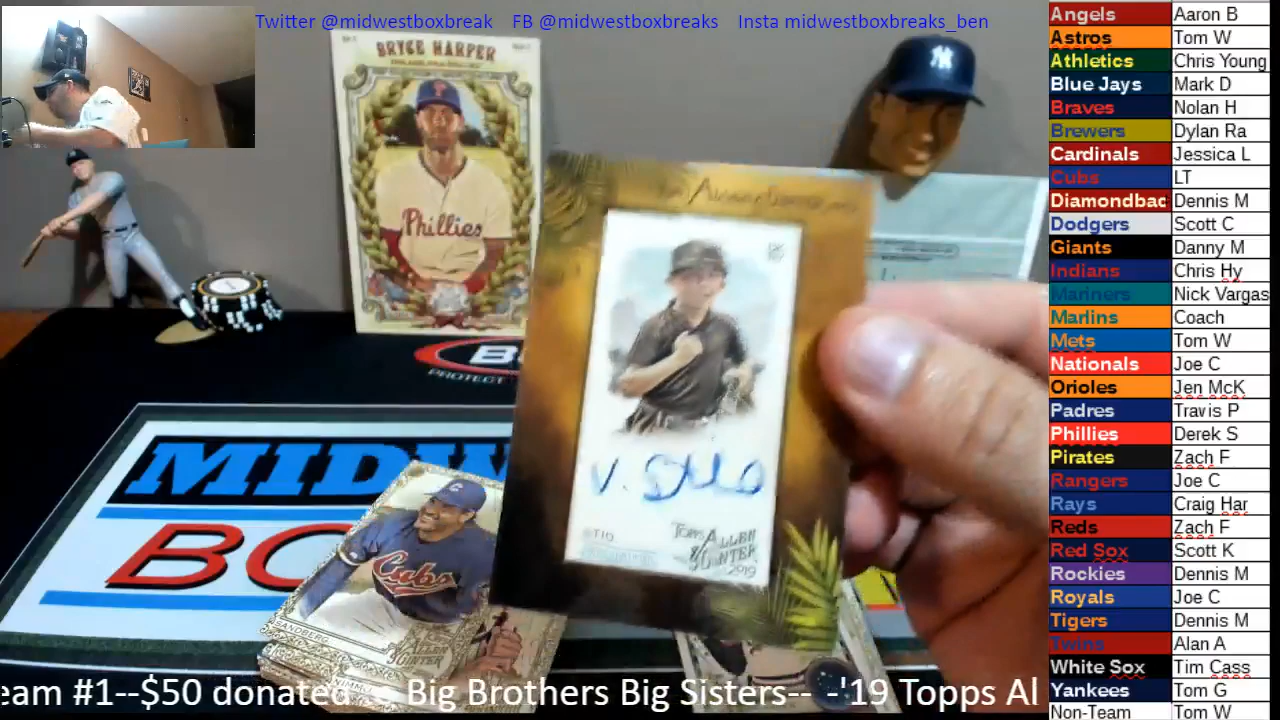 Twitter @midwestboxbreak FB @midwestboxbreaks Insta midwestboxbreaks_ben
BRYCE HARPER
Phillies
Cubs
SANDBERG
TOPPS ALLEN
& GINTER
2019
MIDW
BO
eam #1--$50 donated Big Brothers Big Sisters-- -'19 Topps Al
Angels Aaron B
Astros Tom W
Athletics Chris Young
Blue Jays Mark D
Braves Nolan H
Brewers Dylan Ra
Cardinals Jessica L
Cubs LT
Diamondbac Dennis M
Dodgers Scott C
Giants Danny M
Indians Chris Hy
Mariners Nick Vargas
Marlins Coach
Mets Tom W
Nationals Joe C
Orioles Jen McK
Padres Travis P
Phillies Derek S
Pirates Zach F
Rangers Joe C
Rays Craig Har
Reds Zach F
Red Sox Scott K
Rockies Dennis M
Royals Joe C
Tigers Dennis M
Twins Alan A
White Sox Tim Cass
Yankees Tom G
Non-Team Tom W